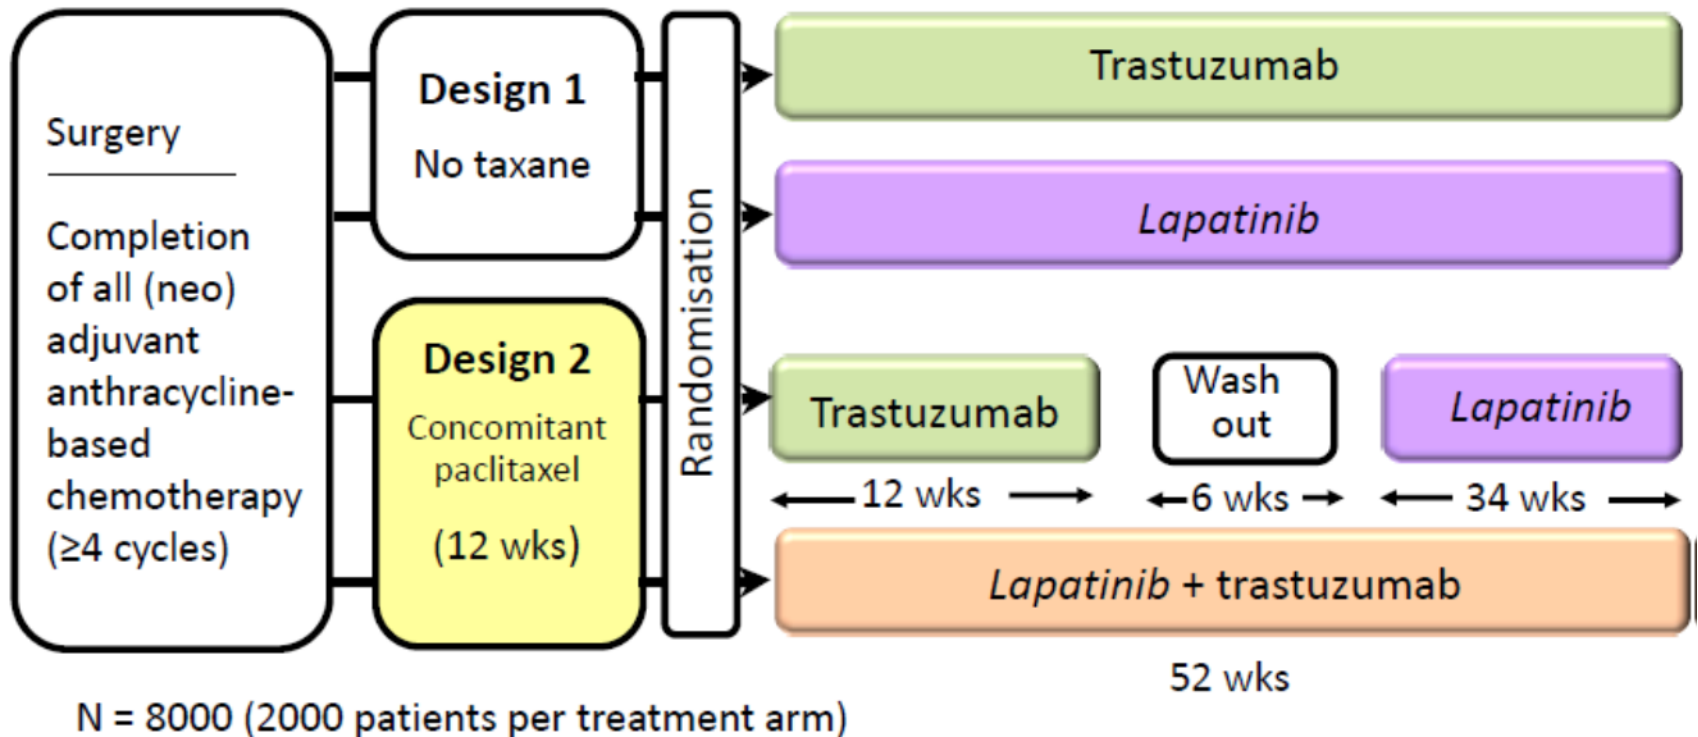 Surgery
Completion
of all (neo)
adjuvant
anthracycline-
based
chemotherapy
(≥4 cycles)
Design 1
No taxane
Design 2
Concomitant
paclitaxel
(12 wks)
Randomisation
Trastuzumab
Lapatinib
Trastuzumab
Wash
out
Lapatinib
12 wks
6 wks
34 wks
Lapatinib + trastuzumab
52 wks
N = 8000 (2000 patients per treatment arm)